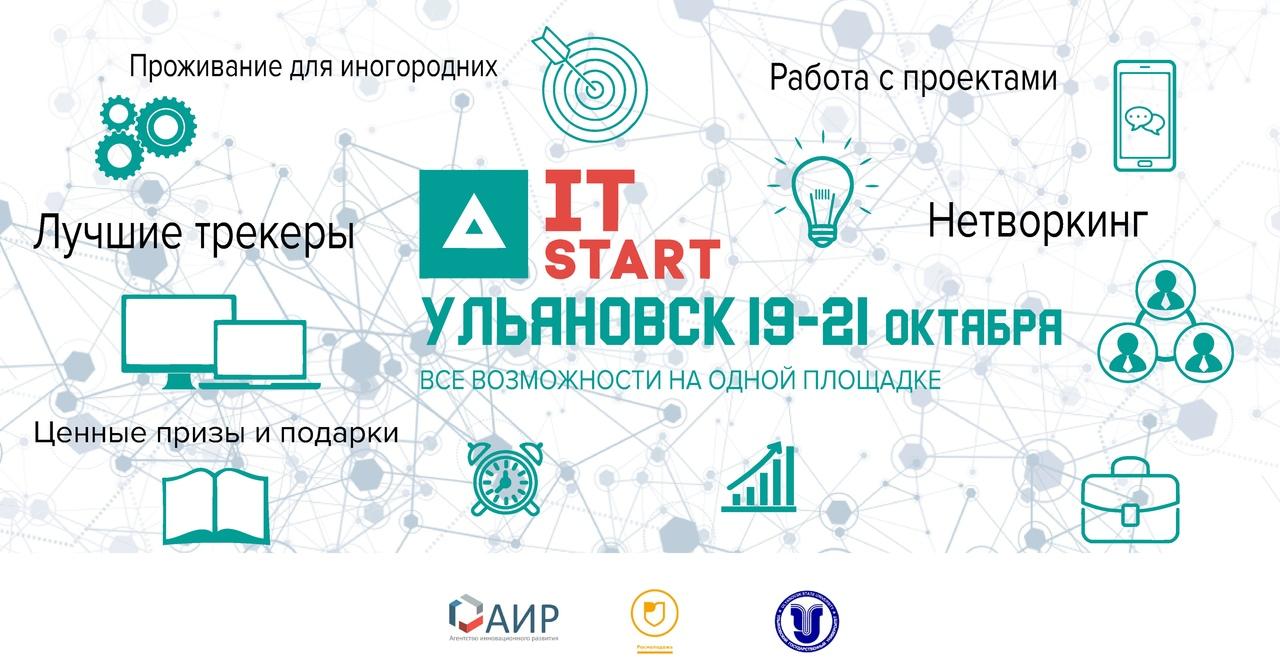 Проживание для иногородних
Работа с проектами
Лучшие трекеры
IT
START
Нетворкинг
УЛЬЯНОВСК 19-21 ОКТЯБРЯ
ВСЕ ВОЗМОЖНОСТИ НА ОДНОЙ ПЛОЩАДКЕ
Ценные призы и подарки
АИР
Агентство инновационного развития
Росмолодежь